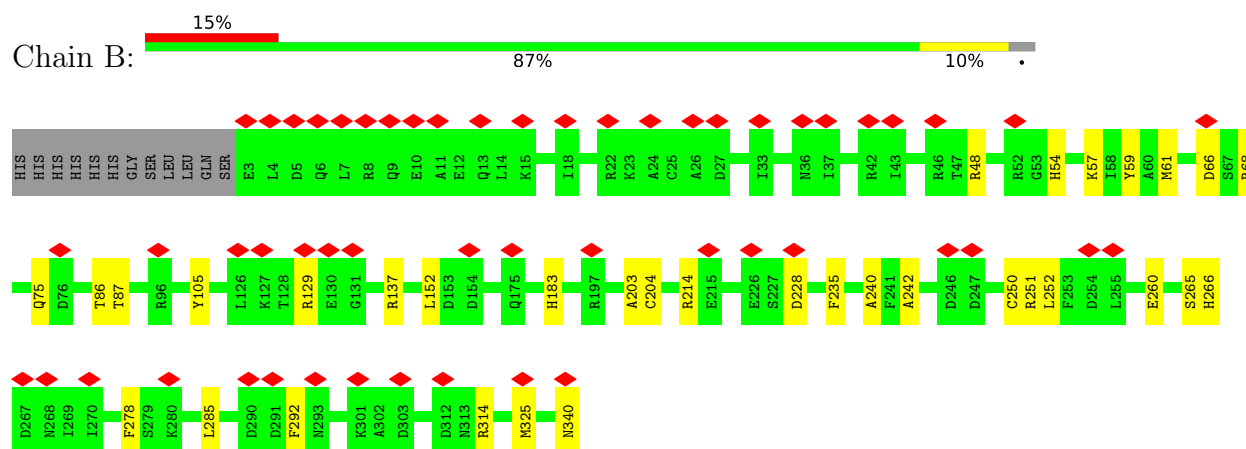 15%
Chain B:
87% 10% •
HIS HIS HIS HIS HIS HIS GLY SER LEU LEU GLN SER E3 L4 D5 Q6 L7 R8 Q9 E10 A11 E12 Q13 L14 K15 I18 R22 K23 A24 C25 A26 D27 I33 N36 I37 R42 I43 R46 T47 R48 R52 G53 H54 K57 I58 Y59 A60 M61 D66 S67
Q75 D76 T86 T87 R96 Y105 L126 K127 T128 R129 E130 G131 R137 L152 D153 D154 Q175 H183 R197 A203 C204 R214 E215 E226 S227 D228 F235 A240 F241 A242 D246 D247 C250 R251 L252 F253 D254 L255 E260 S265 H266
D267 N268 I269 I270 F278 S279 K280 L285 D290 D291 F292 N293 K301 A302 D303 D312 N313 R314 M325 N340